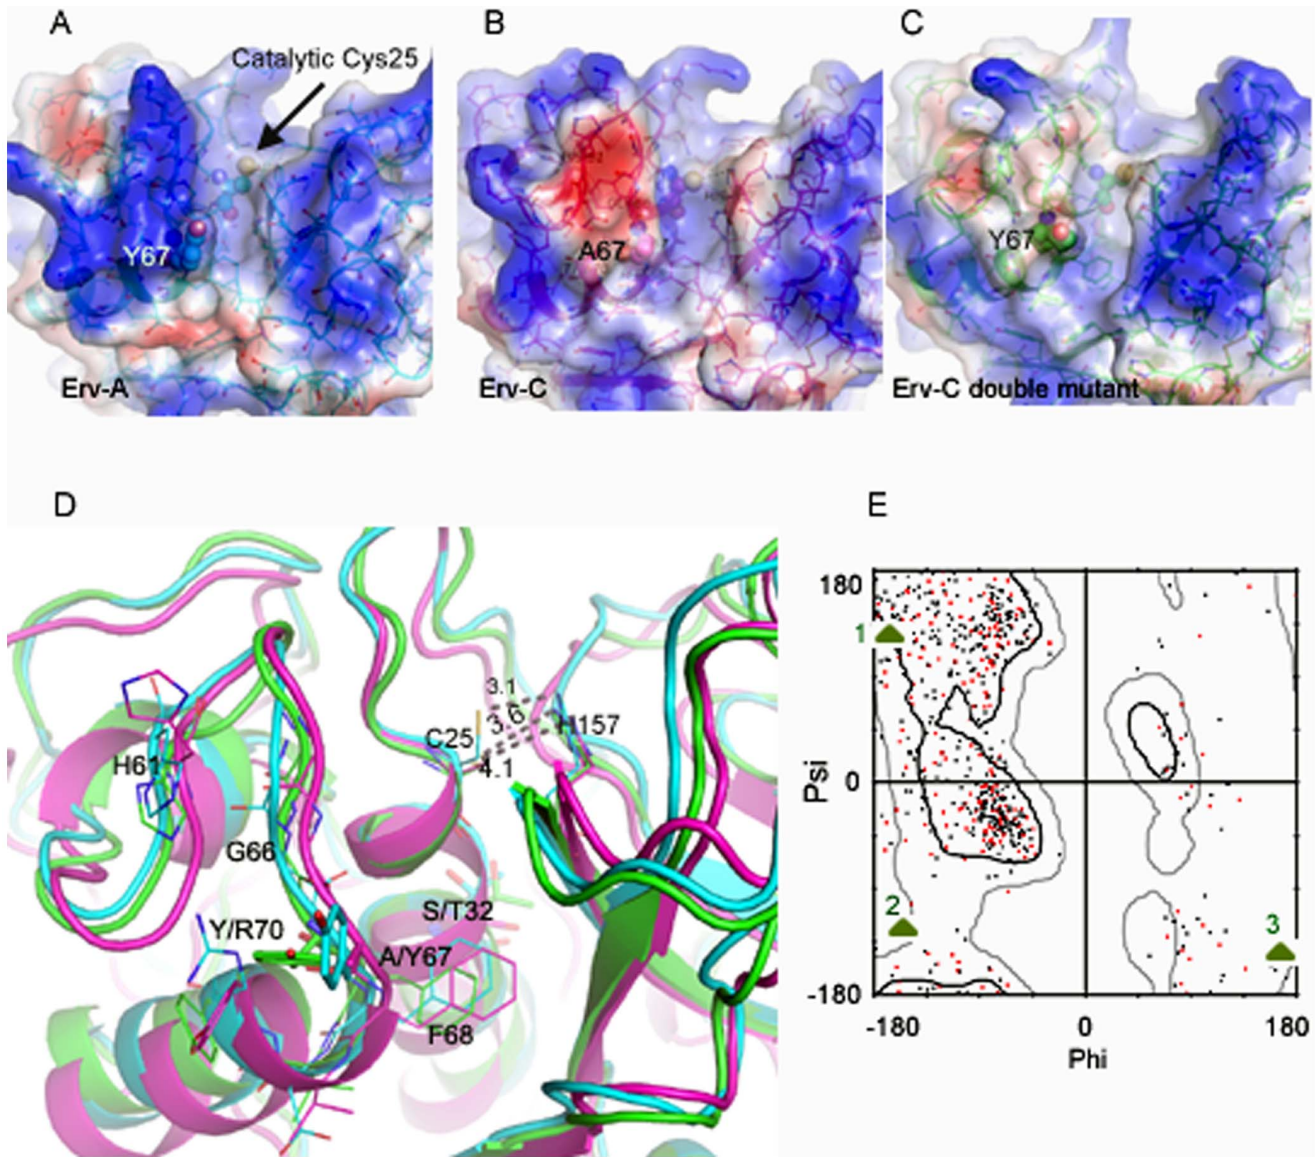 A
B
C
Catalytic Cys25
Y67
A67
Y67
Erv-A
Erv-C
Erv-C double mutant
D
E
3.1
3.6
C25
H157
4.1
H61
G66
Y/R70
S/T32
A/Y67
F68
180
1
Psi
0
2
3
-180
-180
0
180
Phi